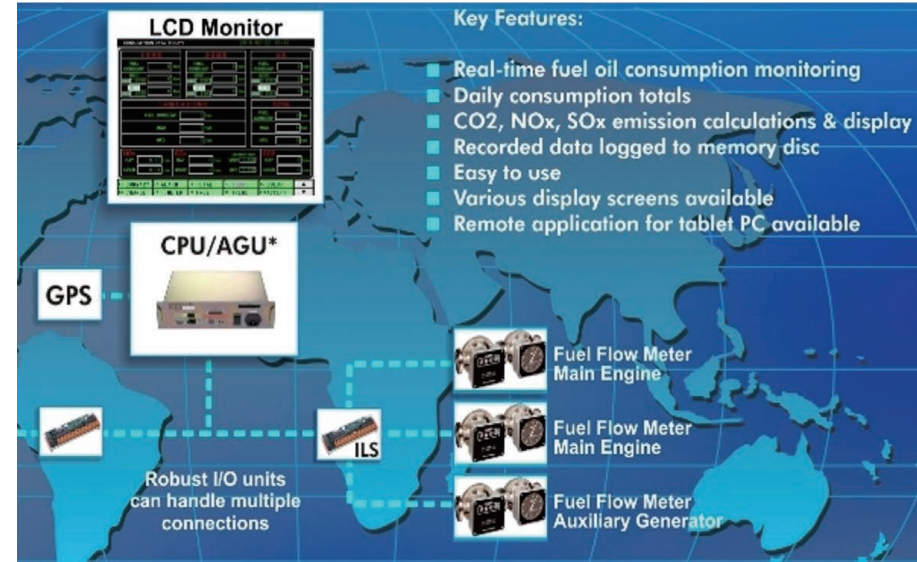 LCD Monitor
Key Features:
Real-time fuel oil consumption monitoring
Daily consumption totals
CO2, NOx, SOx emission calculations & display
Recorded data logged to memory disc
Easy to use
Various display screens available
Remote application for tablet PC available
CPU/AGU*
GPS
Fuel Flow Meter
Main Engine
Fuel Flow Meter
Main Engine
ILS
Robust I/O units
can handle multiple
connections
Fuel Flow Meter
Auxiliary Generator